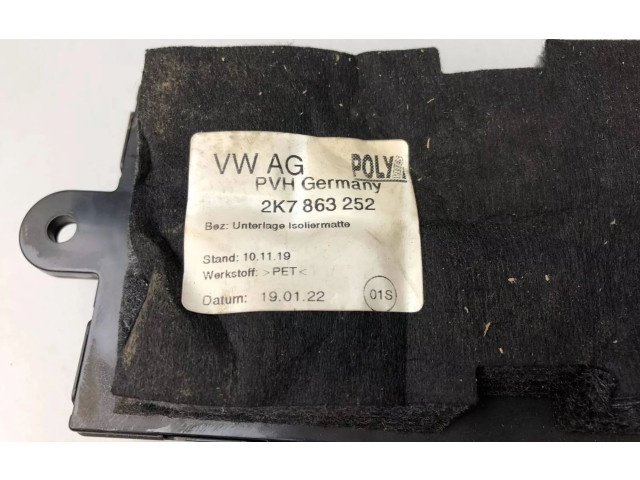 VW AG
POLY
PVH Germany
2K7 863 252
Bez: Unterlage Isoliermatte
Stand: 10.11.19
Werkstoff: >PET<
Datum: 19.01.22
01S